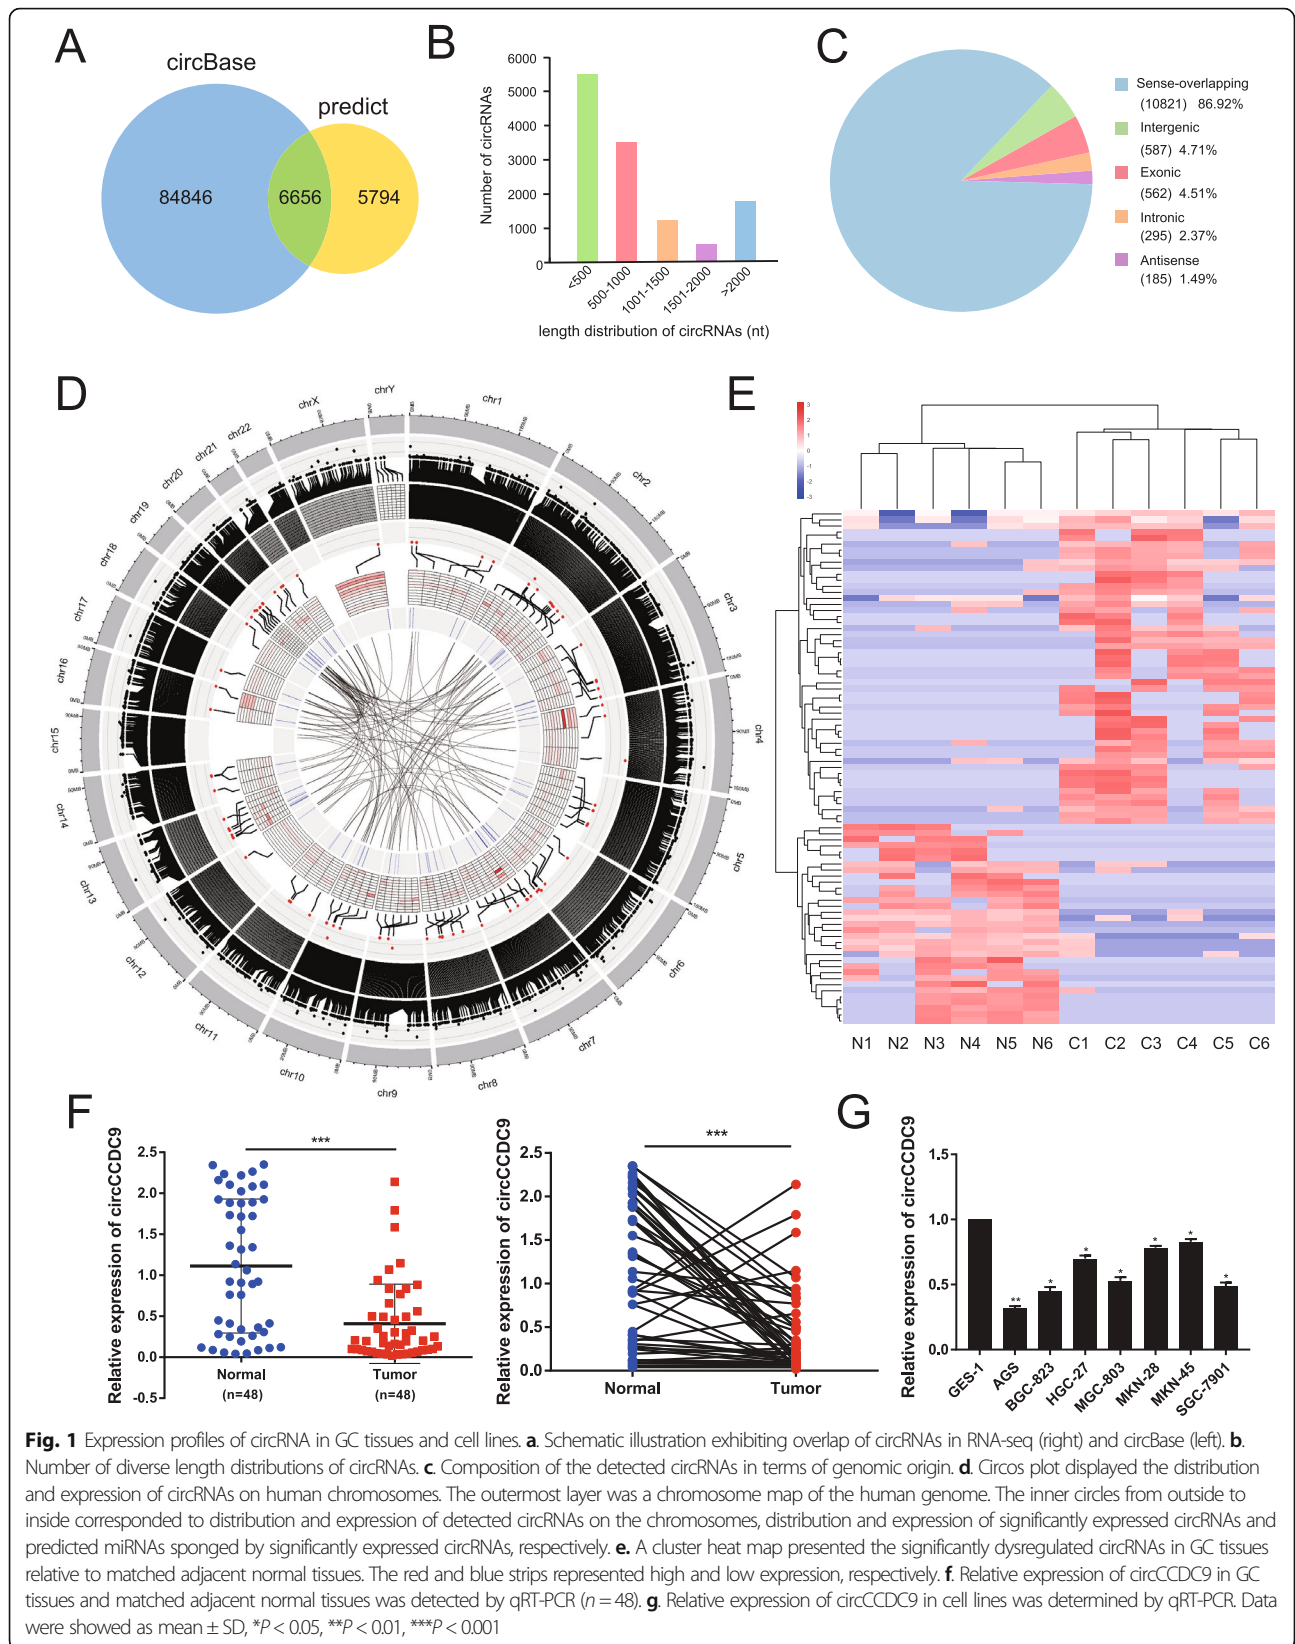 A
circBase
predict
84846
6656
5794
B
Number of circRNAs
6000
5000
4000
3000
2000
1000
0
<500
500-1000
1001-1500
1501-2000
>2000
length distribution of circRNAs (nt)
C
Sense-overlapping
(10821) 86.92%
Intergenic
(587) 4.71%
Exonic
(562) 4.51%
Intronic
(295) 2.37%
Antisense
(185) 1.49%
D
chr1
chr2
chr3
chr4
chr5
chr6
chr7
chr8
chr9
chr10
chr11
chr12
chr13
chr14
chr15
chr16
chr17
chr18
chr19
chr20
chr21
chr22
chrX
chrY
E
3
2
1
0
-1
-2
-3
N1 N2 N3 N4 N5 N6 C1 C2 C3 C4 C5 C6
F
Relative expression of circCCDC9
2.5
2.0
1.5
1.0
0.5
0.0
-0.5
***
Normal
(n=48)
Tumor
(n=48)
Relative expression of circCCDC9
2.5
2.0
1.5
1.0
0.5
0.0
***
Normal
Tumor
G
Relative expression of circCCDC9
1.5
1.0
0.5
0.0
**
*
*
*
*
*
*
GES-1
AGS
BGC-823
HGC-27
MGC-803
MKN-28
MKN-45
SGC-7901
Fig. 1 Expression profiles of circRNA in GC tissues and cell lines. a. Schematic illustration exhibiting overlap of circRNAs in RNA-seq (right) and circBase (left). b.
Number of diverse length distributions of circRNAs. c. Composition of the detected circRNAs in terms of genomic origin. d. Circos plot displayed the distribution
and expression of circRNAs on human chromosomes. The outermost layer was a chromosome map of the human genome. The inner circles from outside to
inside corresponded to distribution and expression of detected circRNAs on the chromosomes, distribution and expression of significantly expressed circRNAs and
predicted miRNAs sponged by significantly expressed circRNAs, respectively. e. A cluster heat map presented the significantly dysregulated circRNAs in GC tissues
relative to matched adjacent normal tissues. The red and blue strips represented high and low expression, respectively. f. Relative expression of circCCDC9 in GC
tissues and matched adjacent normal tissues was detected by qRT-PCR (n = 48). g. Relative expression of circCCDC9 in cell lines was determined by qRT-PCR. Data
were showed as mean ± SD, *P < 0.05, **P < 0.01, ***P < 0.001